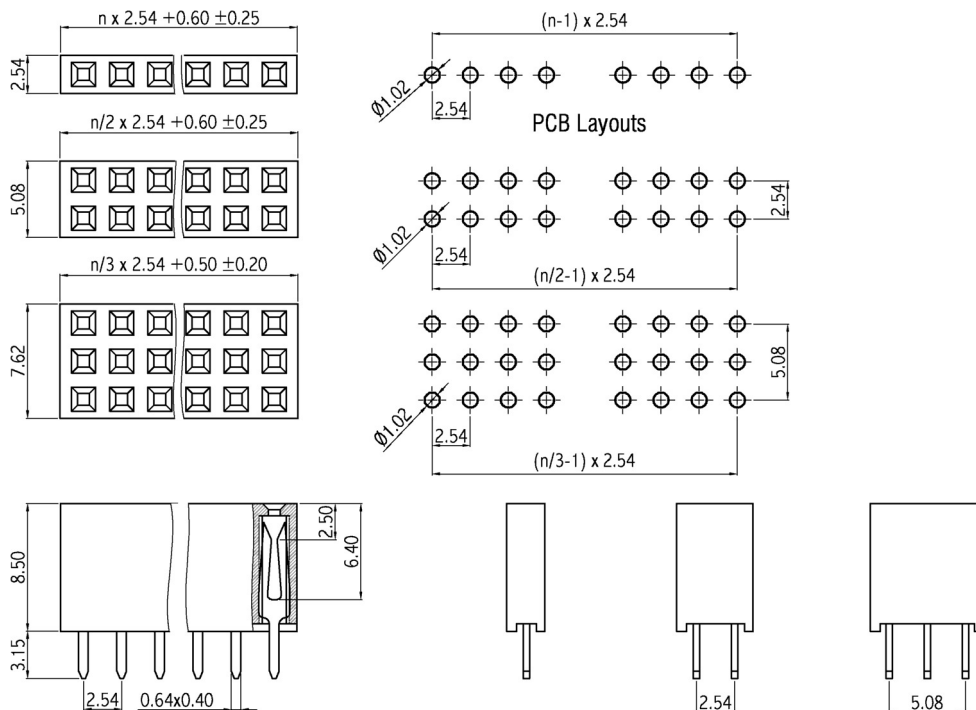 n x 2.54 +0.60 ±0.25
2.54
n/2 x 2.54 +0.60 ±0.25
5.08
n/3 x 2.54 +0.50 ±0.20
7.62
(n-1) x 2.54
Ø1.02
2.54
PCB Layouts
2.54
Ø1.02
2.54
(n/2-1) x 2.54
5.08
Ø1.02
2.54
(n/3-1) x 2.54
8.50
3.15
2.50
6.40
2.54
0.64x0.40
2.54
5.08